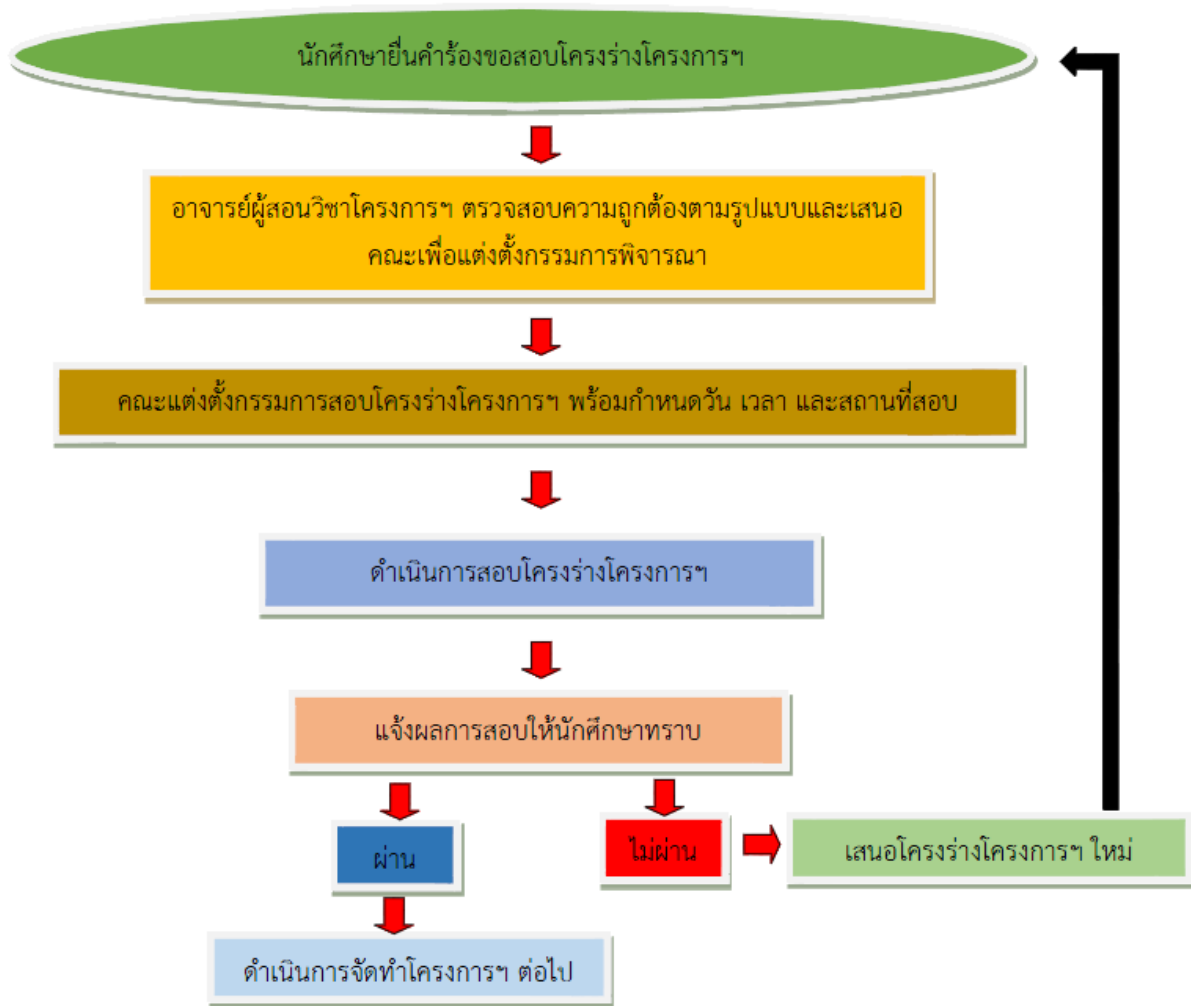 นักศึกษายื่นคำร้องขอสอบโครงร่างโครงการฯ
อาจารย์ผู้สอนวิชาโครงการฯ ตรวจสอบความถูกต้องตามรูปแบบและเสนอ
คณะเพื่อแต่งตั้งกรรมการพิจารณา
คณะแต่งตั้งกรรมการสอบโครงร่างโครงการฯ พร้อมกำหนดวัน เวลา และสถานที่สอบ
ดำเนินการสอบโครงร่างโครงการฯ
แจ้งผลการสอบให้นักศึกษาทราบ
ผ่าน
ไม่ผ่าน
เสนอโครงร่างโครงการฯ ใหม่
ดำเนินการจัดทำโครงการฯ ต่อไป